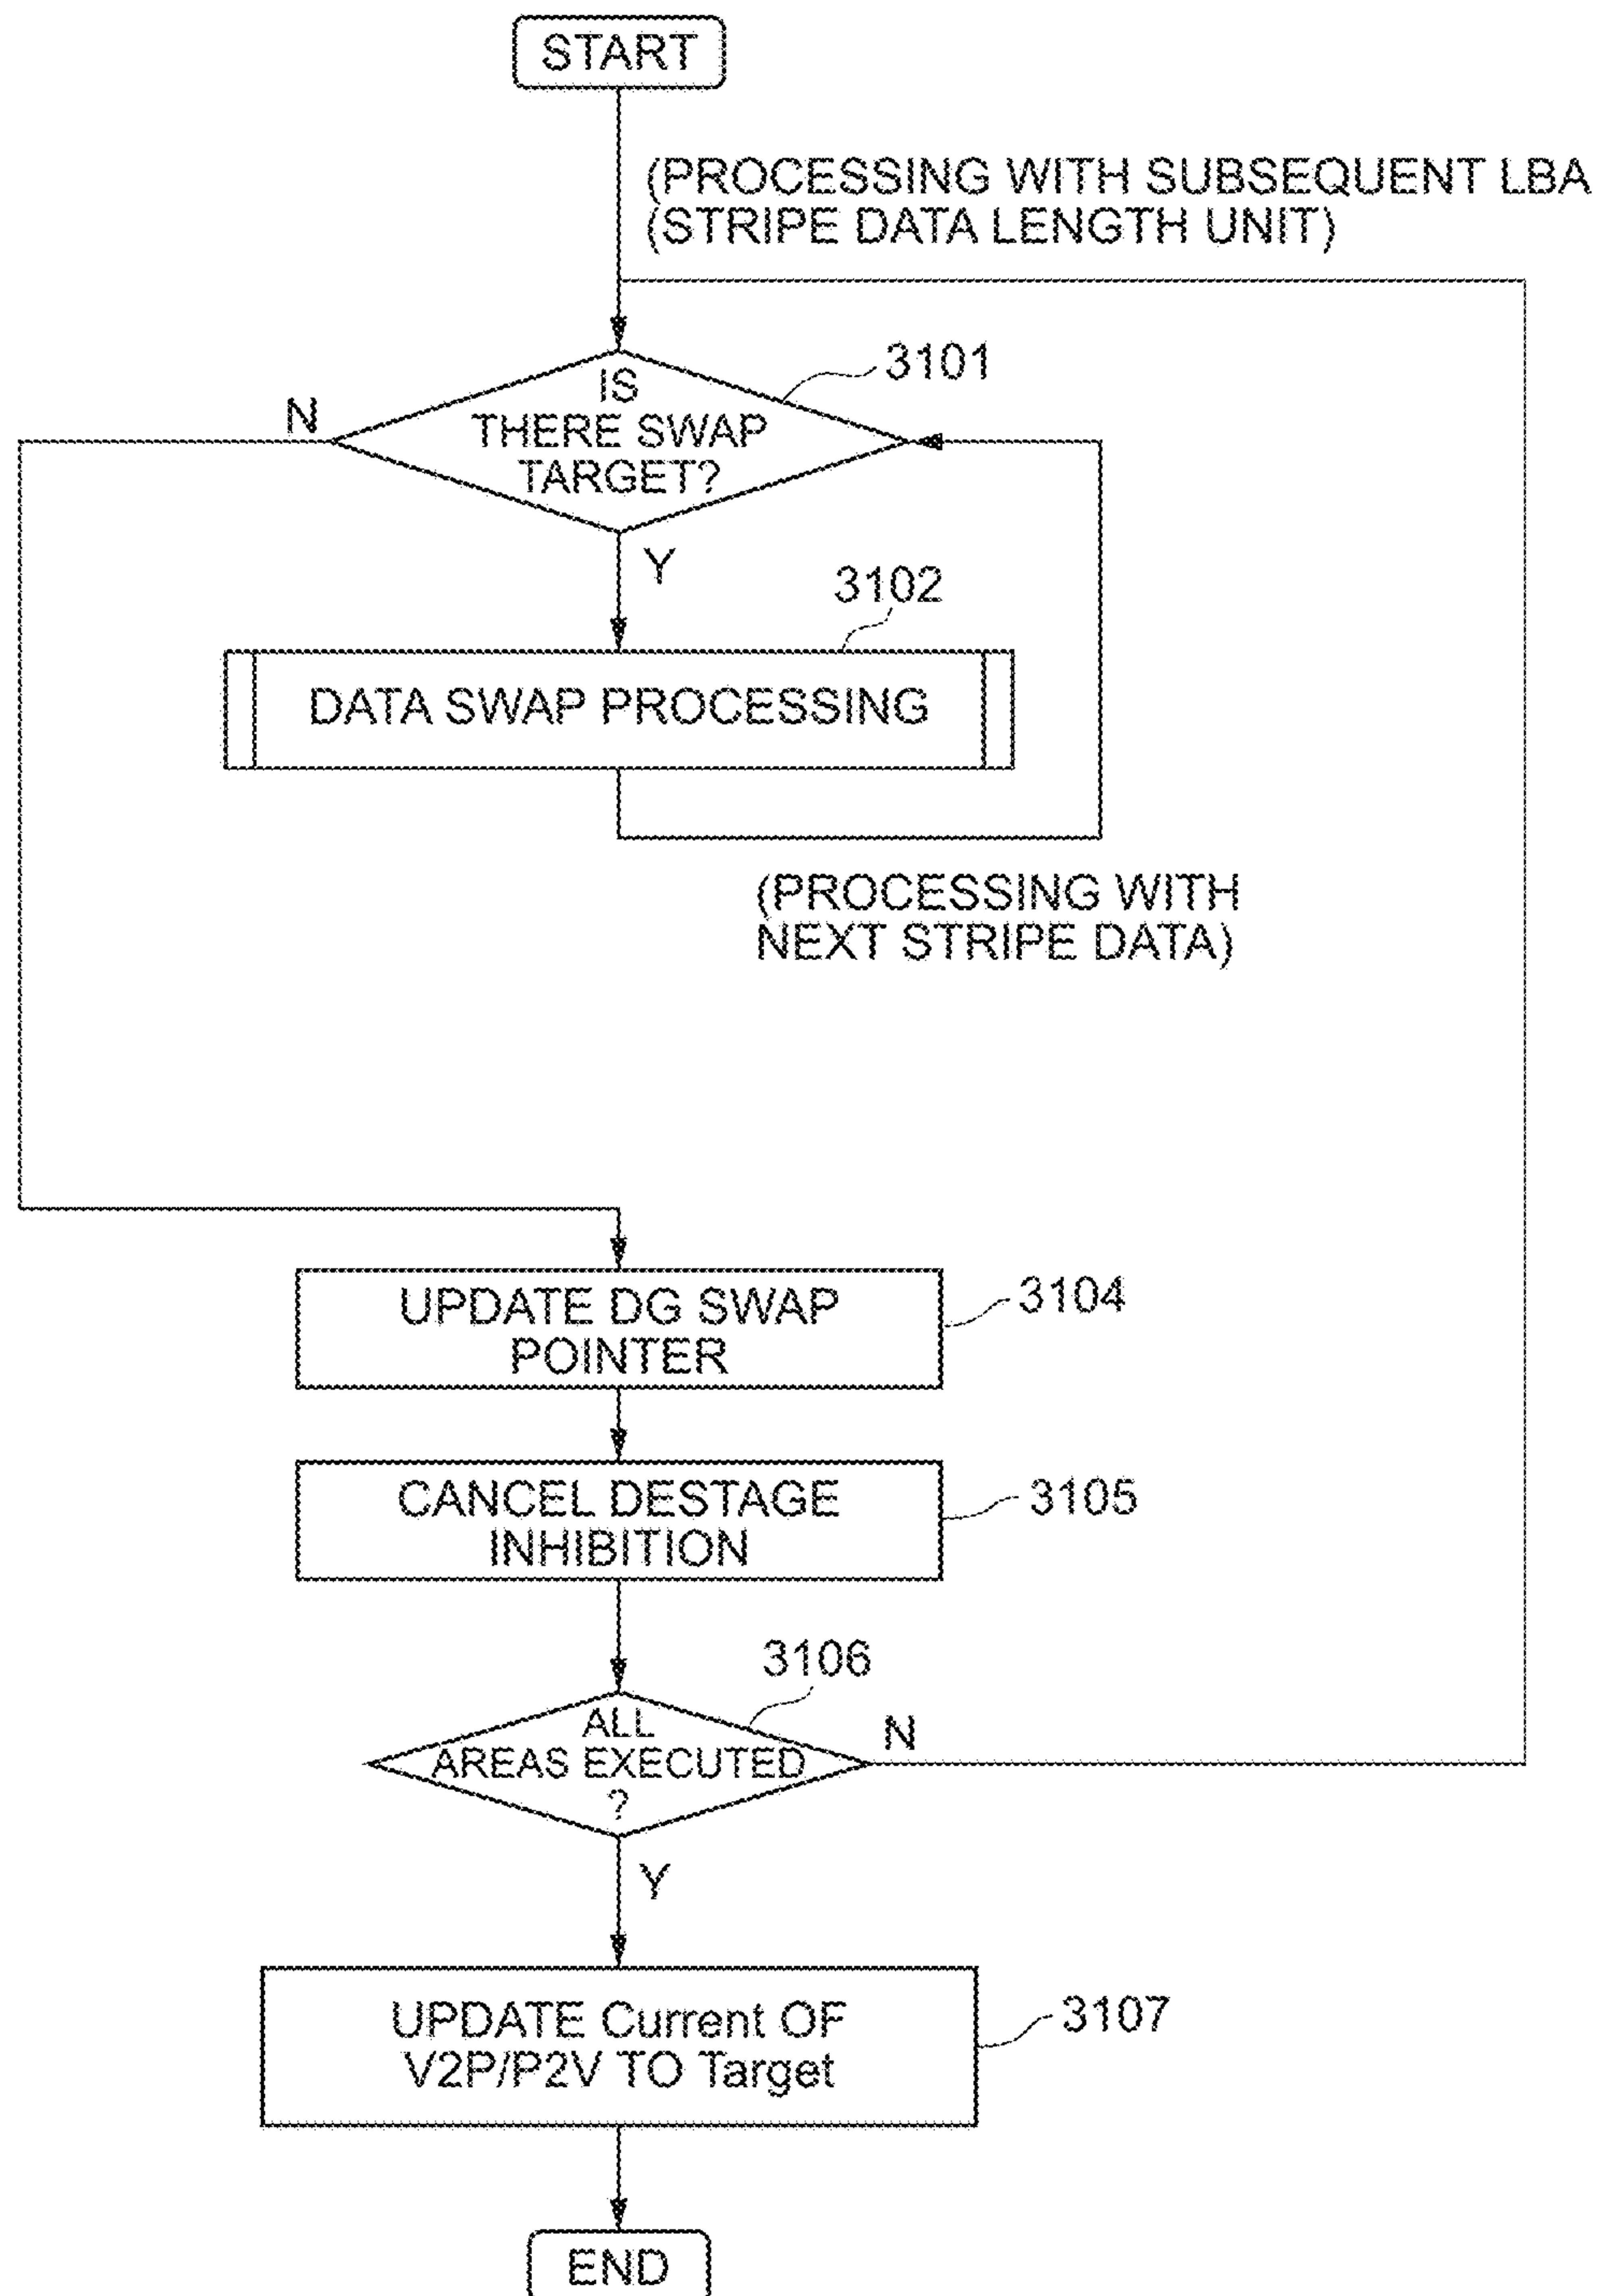 START
(PROCESSING WITH SUBSEQUENT LBA
(STRIPE DATA LENGTH UNIT)
3101
N
IS
THERE SWAP
TARGET?
Y
3102
DATA SWAP PROCESSING
(PROCESSING WITH
NEXT STRIPE DATA)
UPDATE DG SWAP
POINTER
3104
CANCEL DESTAGE
INHIBITION
3105
3106
ALL
AREAS EXECUTED
?
N
Y
UPDATE Current OF
V2P/P2V TO Target
3107
END